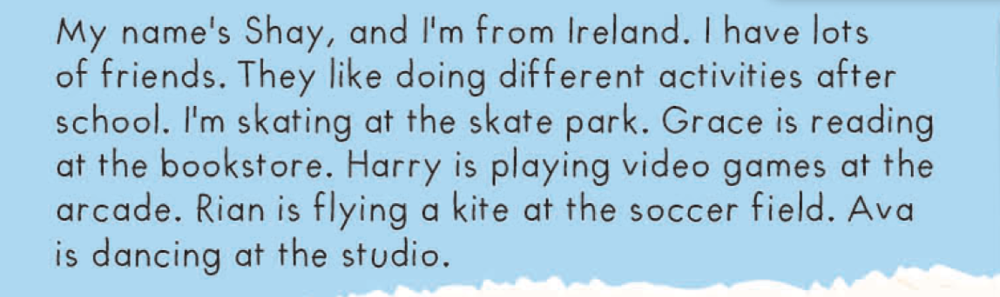 My name's Shay, and I'm from Ireland. I have lots
of friends. They like doing different activities after
school. I'm skating at the skate park. Grace is reading
at the bookstore. Harry is playing video games at the
arcade. Rian is flying a kite at the soccer field. Ava
is dancing at the studio.